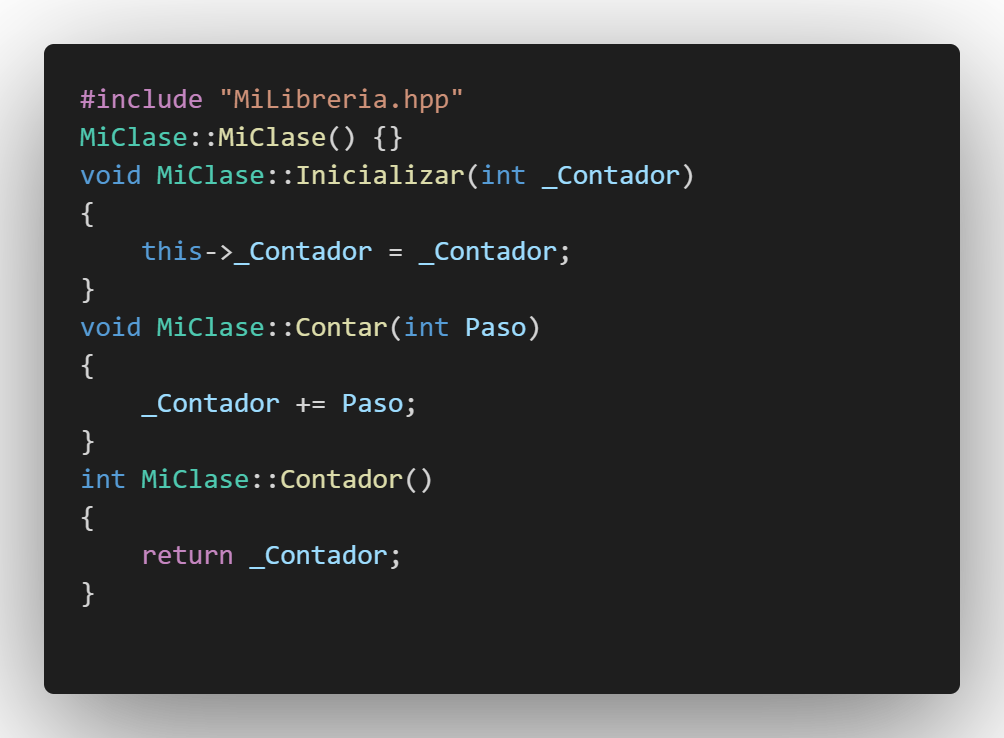 #include "MiLibreria.hpp"
MiClase::MiClase() {}
void MiClase::Inicializar(int _Contador)
{
    this->_Contador = _Contador;
}
void MiClase::Contar(int Paso)
{
    _Contador += Paso;
}
int MiClase::Contador()
{
    return _Contador;
}